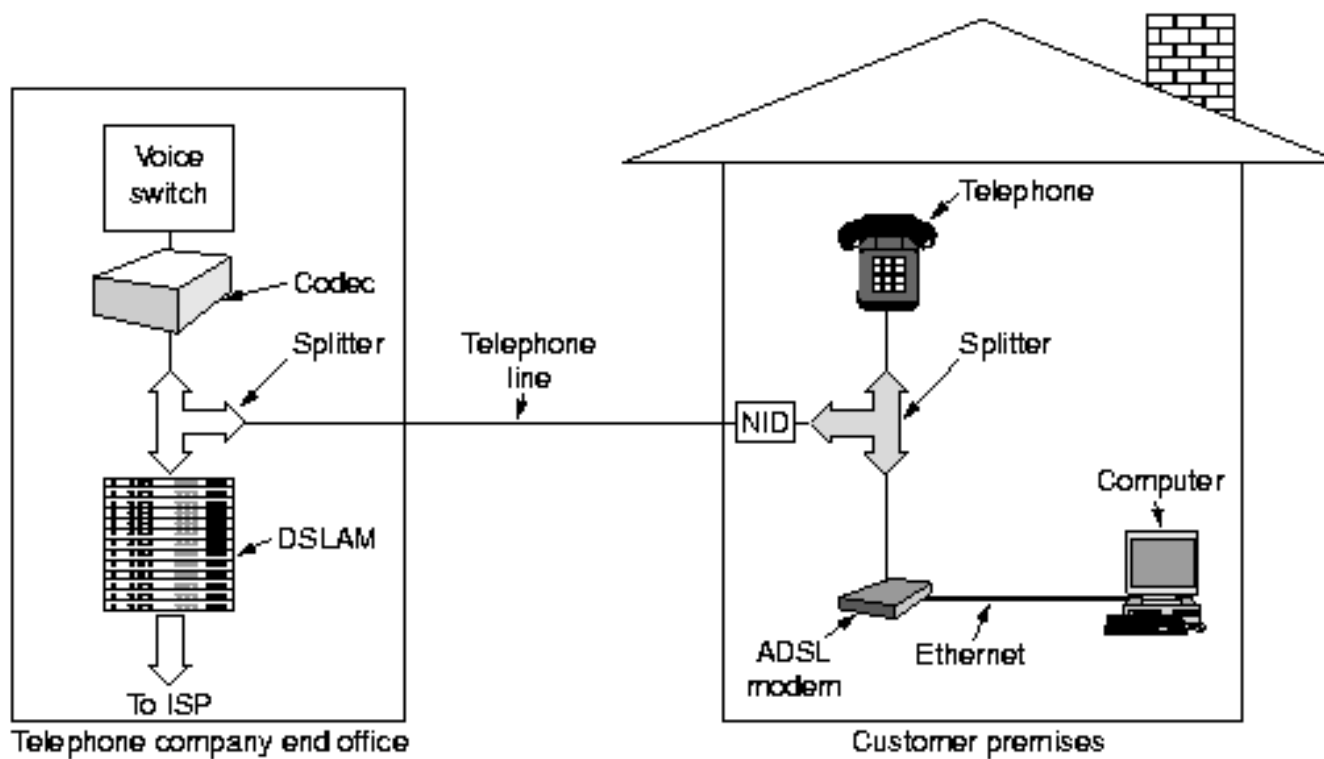 Voice
switch
Codec
Splitter
DSLAM
To ISP
Telephone company end office
Telephone
line
Telephone
Splitter
NID
Computer
ADSL
modem
Ethernet
Customer premises